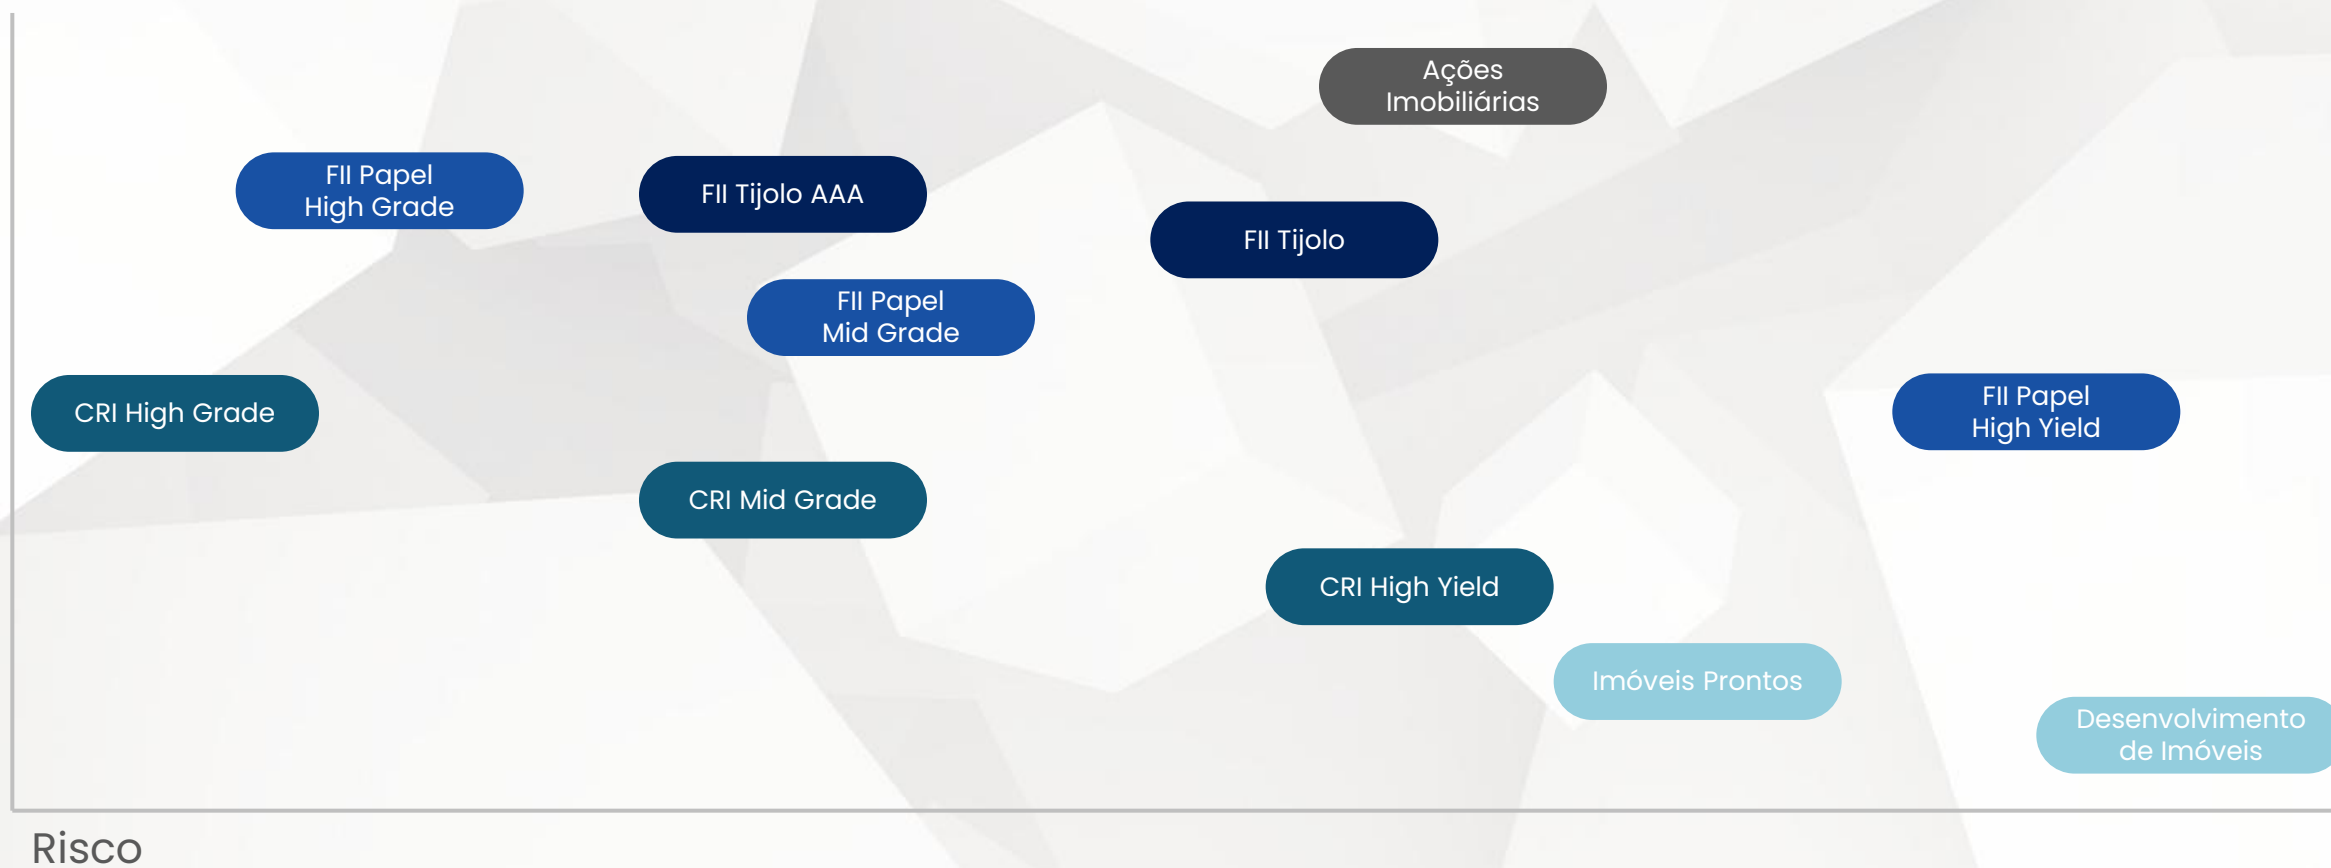 Ações
Imobiliárias
FII Papel
High Grade
FII Tijolo AAA
FII Tijolo
FII Papel
Mid Grade
CRI High Grade
FII Papel
High Yield
CRI Mid Grade
CRI High Yield
Imóveis Prontos
Desenvolvimento
de Imóveis
Risco